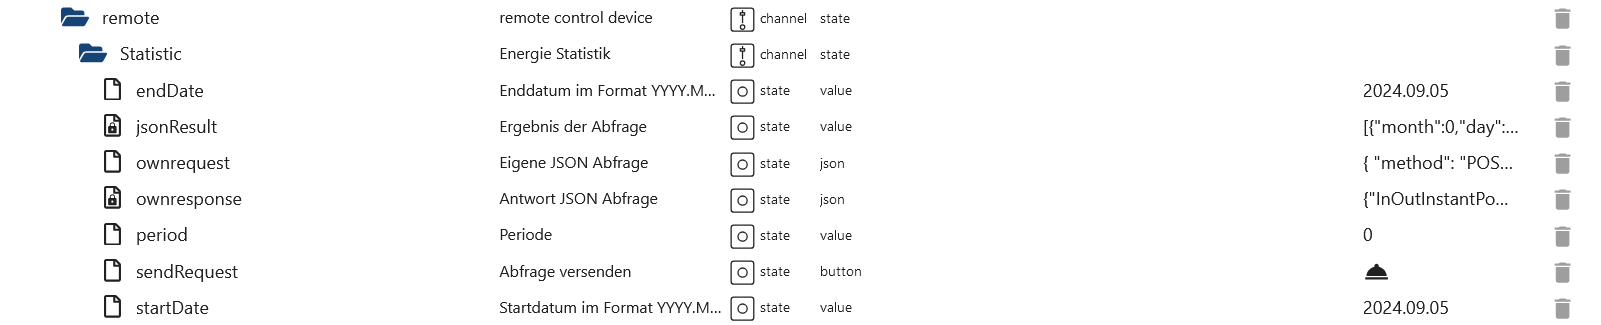 remote remote control device channel state
Statistic Energie Statistik channel state
endDate Enddatum im Format YYYY.M... state value 2024.09.05
jsonResult Ergebnis der Abfrage state value [{"month":0,"day":...
ownrequest Eigene JSON Abfrage state json { "method": "POS...
ownresponse Antwort JSON Abfrage state json {"InOutInstantPo...
period Periode state value 0
sendRequest Abfrage versenden state button
startDate Startdatum im Format YYYY.M... state value 2024.09.05